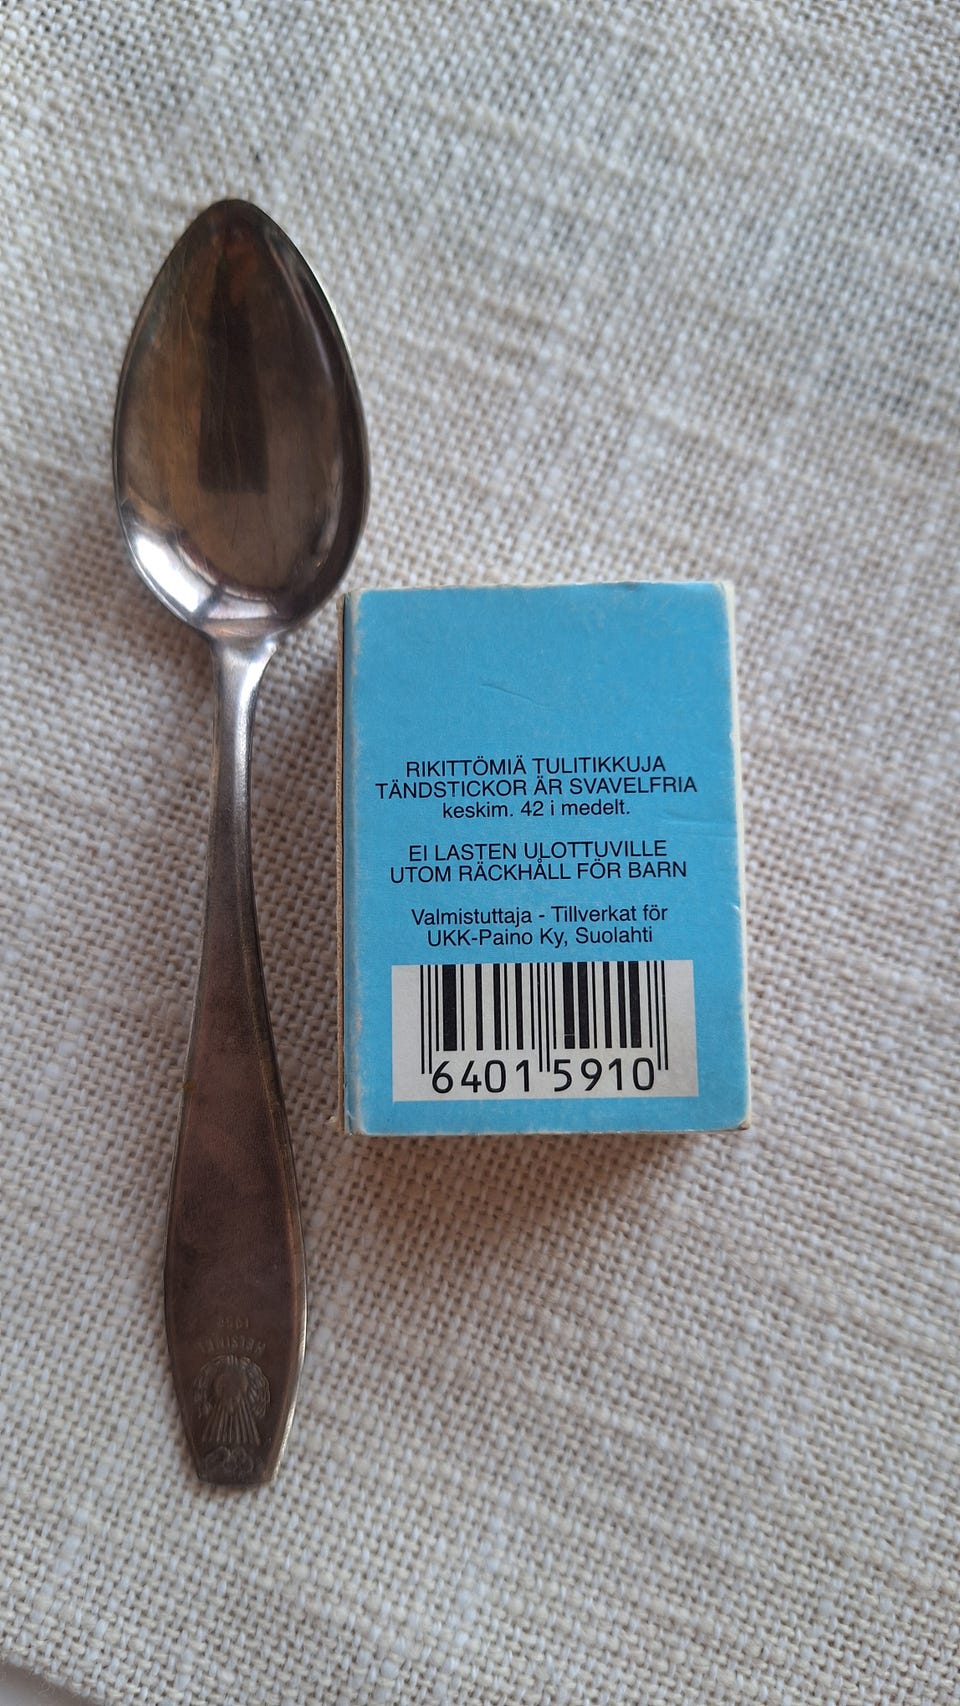 RIKITTÖMIÄ TULITIKKUJA
TÄNDSTICKOR ÄR SVAVELFRIA
keskim. 42 i medelt.
EI LASTEN ULOTTUVILLE
UTOM RÄCKHÅLL FÖR BARN
Valmistuttaja - Tillverkat för
UKK-Paino Ky, Suolahti
6401 5910
HELSINKI